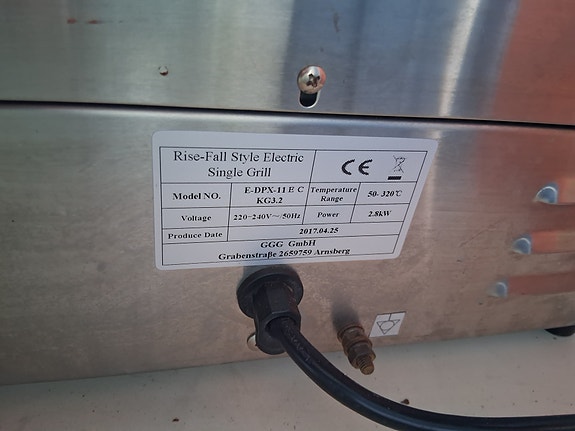 Rise-Fall Style Electric
Single Grill
CE
Model NO.
E-DPX-11 E C
KG3.2
Temperature
Range
50- 320℃
Voltage
220~240V～/50Hz
Power
2.8kW
Produce Date
2017.04.25
GGG GmbH
Grabenstraße 2659759 Arnsberg